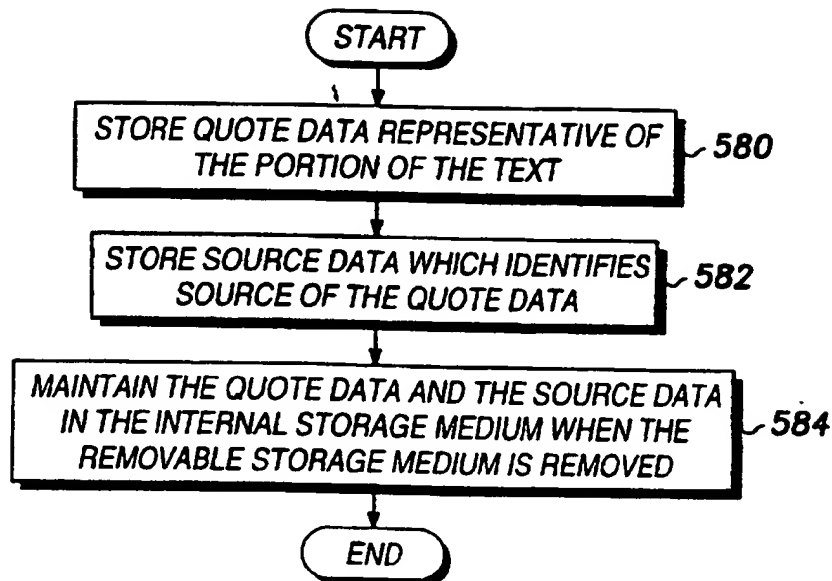 START
STORE QUOTE DATA REPRESENTATIVE OF
THE PORTION OF THE TEXT
580
STORE SOURCE DATA WHICH IDENTIFIES
SOURCE OF THE QUOTE DATA
582
MAINTAIN THE QUOTE DATA AND THE SOURCE DATA
IN THE INTERNAL STORAGE MEDIUM WHEN THE
REMOVABLE STORAGE MEDIUM IS REMOVED
584
END